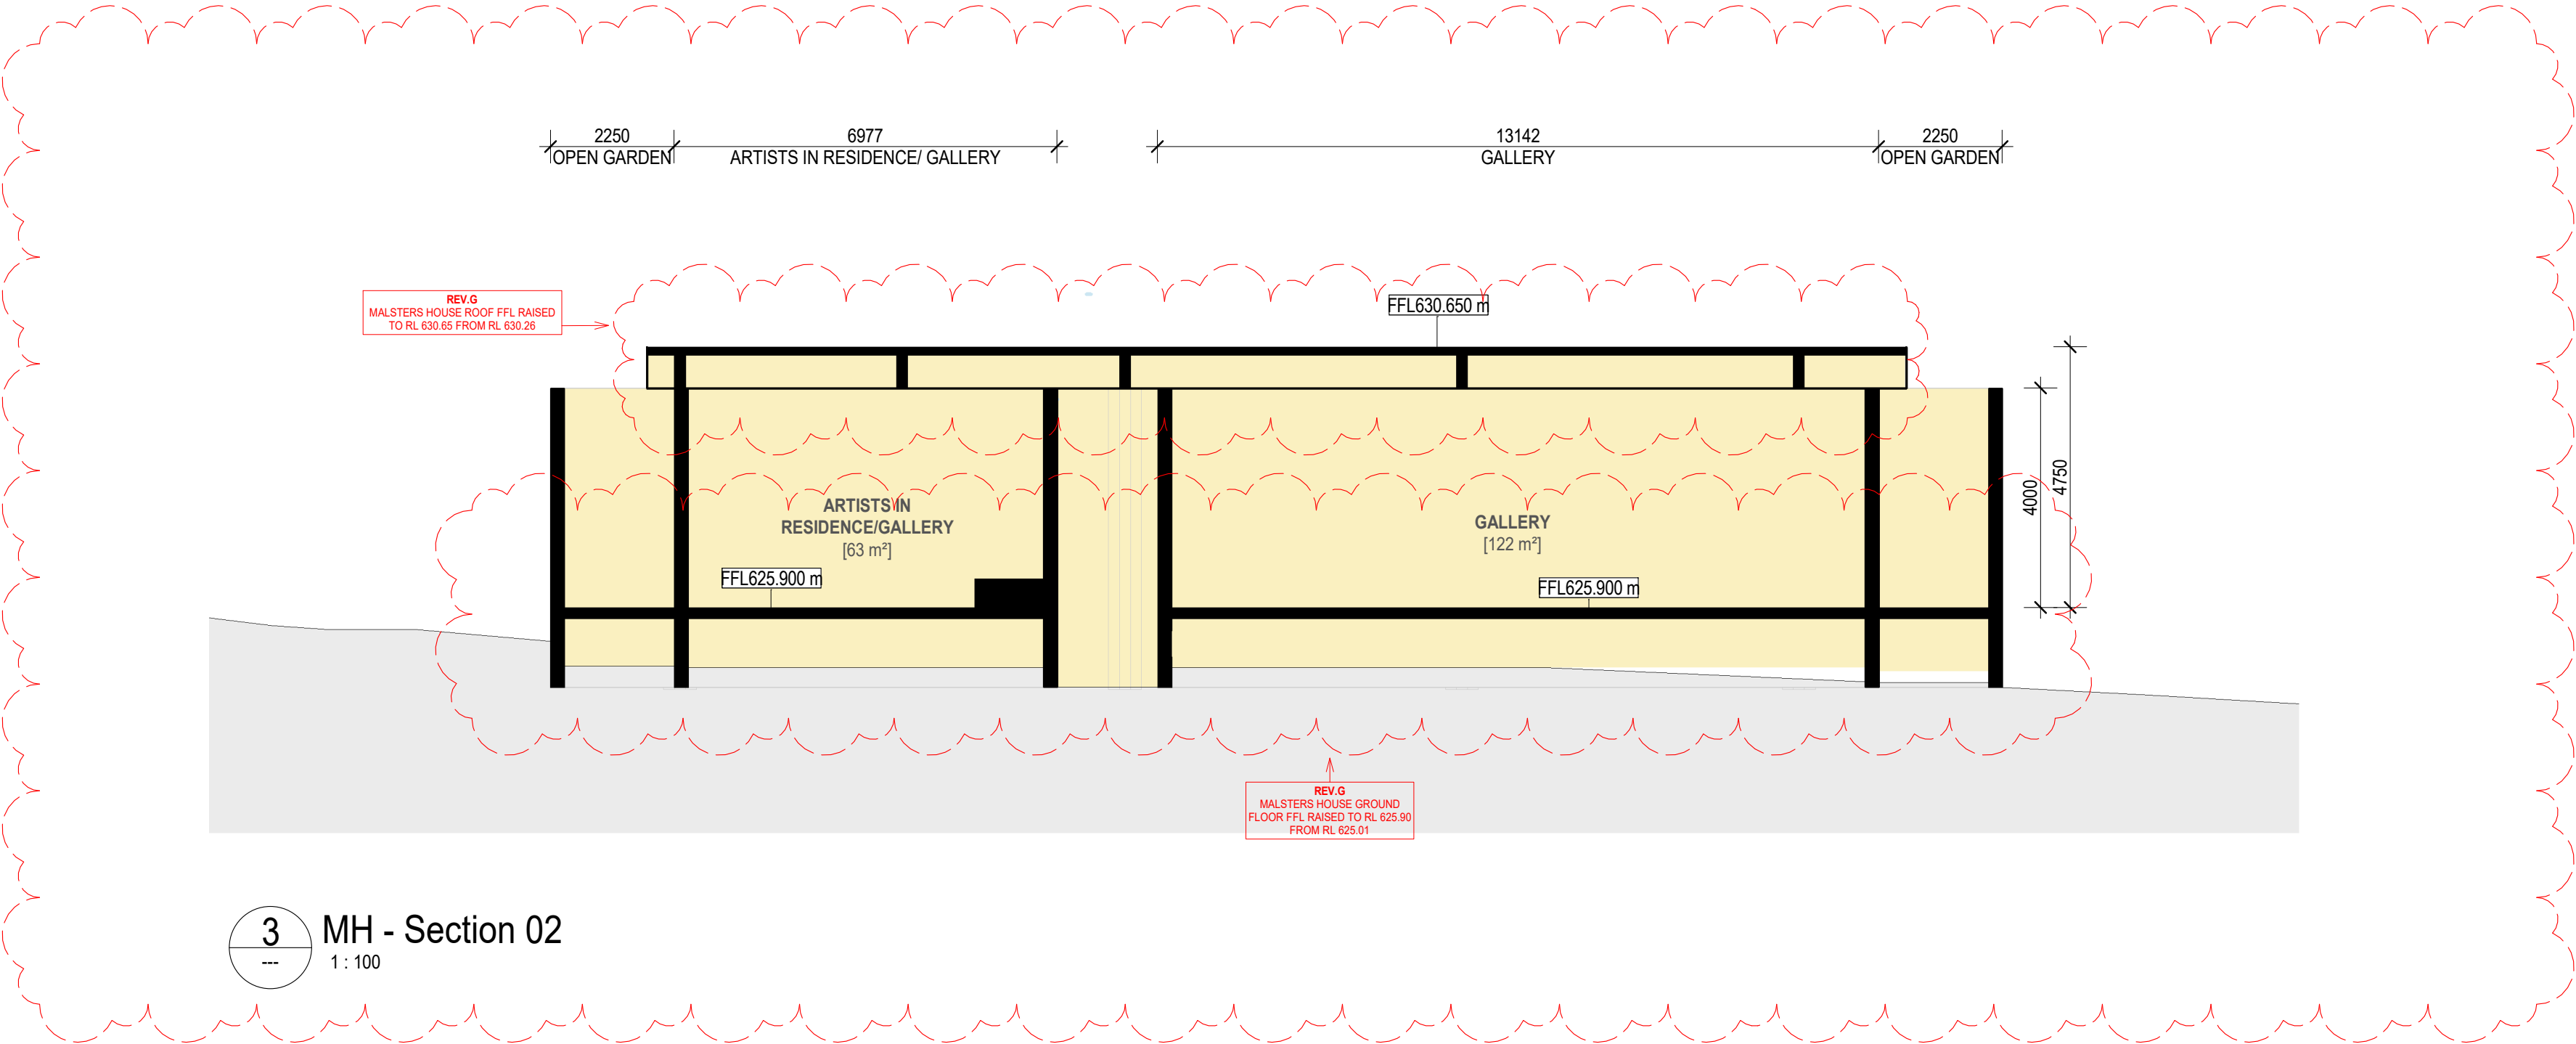 2250
OPEN GARDEN
6977
ARTISTS IN RESIDENCE/ GALLERY
13142
GALLERY
2250
OPEN GARDEN
REV.G
MALSTERS HOUSE ROOF FFL RAISED
TO RL 630.65 FROM RL 630.26
FFL630.650 m
ARTISTS IN
RESIDENCE/GALLERY
[63 m²]
GALLERY
[122 m²]
FFL625.900 m
FFL625.900 m
4000
4750
REV.G
MALSTERS HOUSE GROUND
FLOOR FFL RAISED TO RL 625.90
FROM RL 625.01
3
---
MH - Section 02
1 : 100